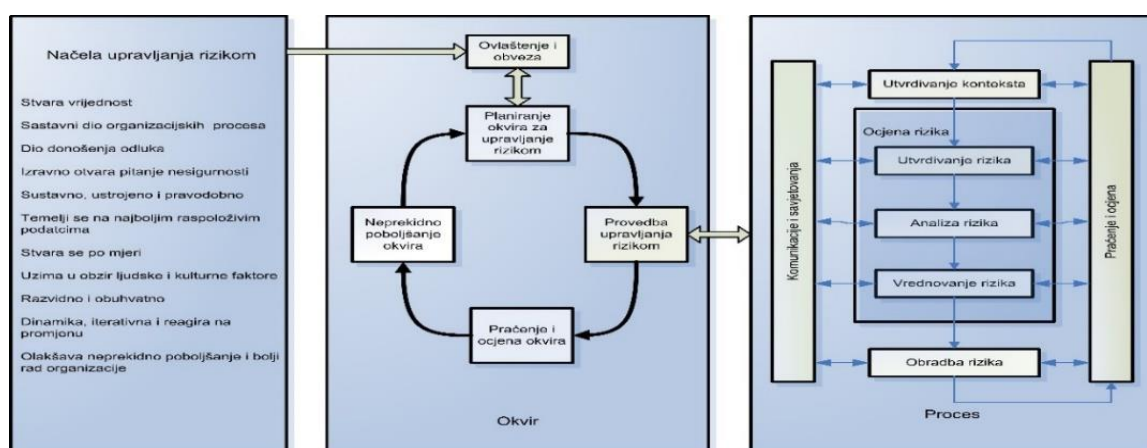 Načela upravljanja rizikom
Stvara vrijednost
Sastavni dio organizacijskih procesa
Dio donošenja odluka
Izravno otvara pitanje nesigurnosti
Sustavno, ustrojeno i pravodobno
Temelji se na najboljim raspoloživim
podatcima
Stvara se po mjeri
Uzima u obzir ljudske i kulturne faktore
Razvidno i obuhvatno
Dinamika, iterativna i reagira na
promjenu
Olakšava neprekidno poboljšanje i bolji
rad organizacije
Ovlaštenje i
obveza
Planiranje
okvira za
upravljanje
rizikom
Neprekidno
poboljšanje
okvira
Provedba
upravljanja
rizikom
Praćenje i
ocjena okvira
Okvir
Komunikacije i savjetovanja
Utvrdivanje konteksta
Ocjena rizika
Utvrdivanje rizika
Analiza rizika
Vrednovanje rizika
Obradba rizika
Praćenje i ocjena
Proces